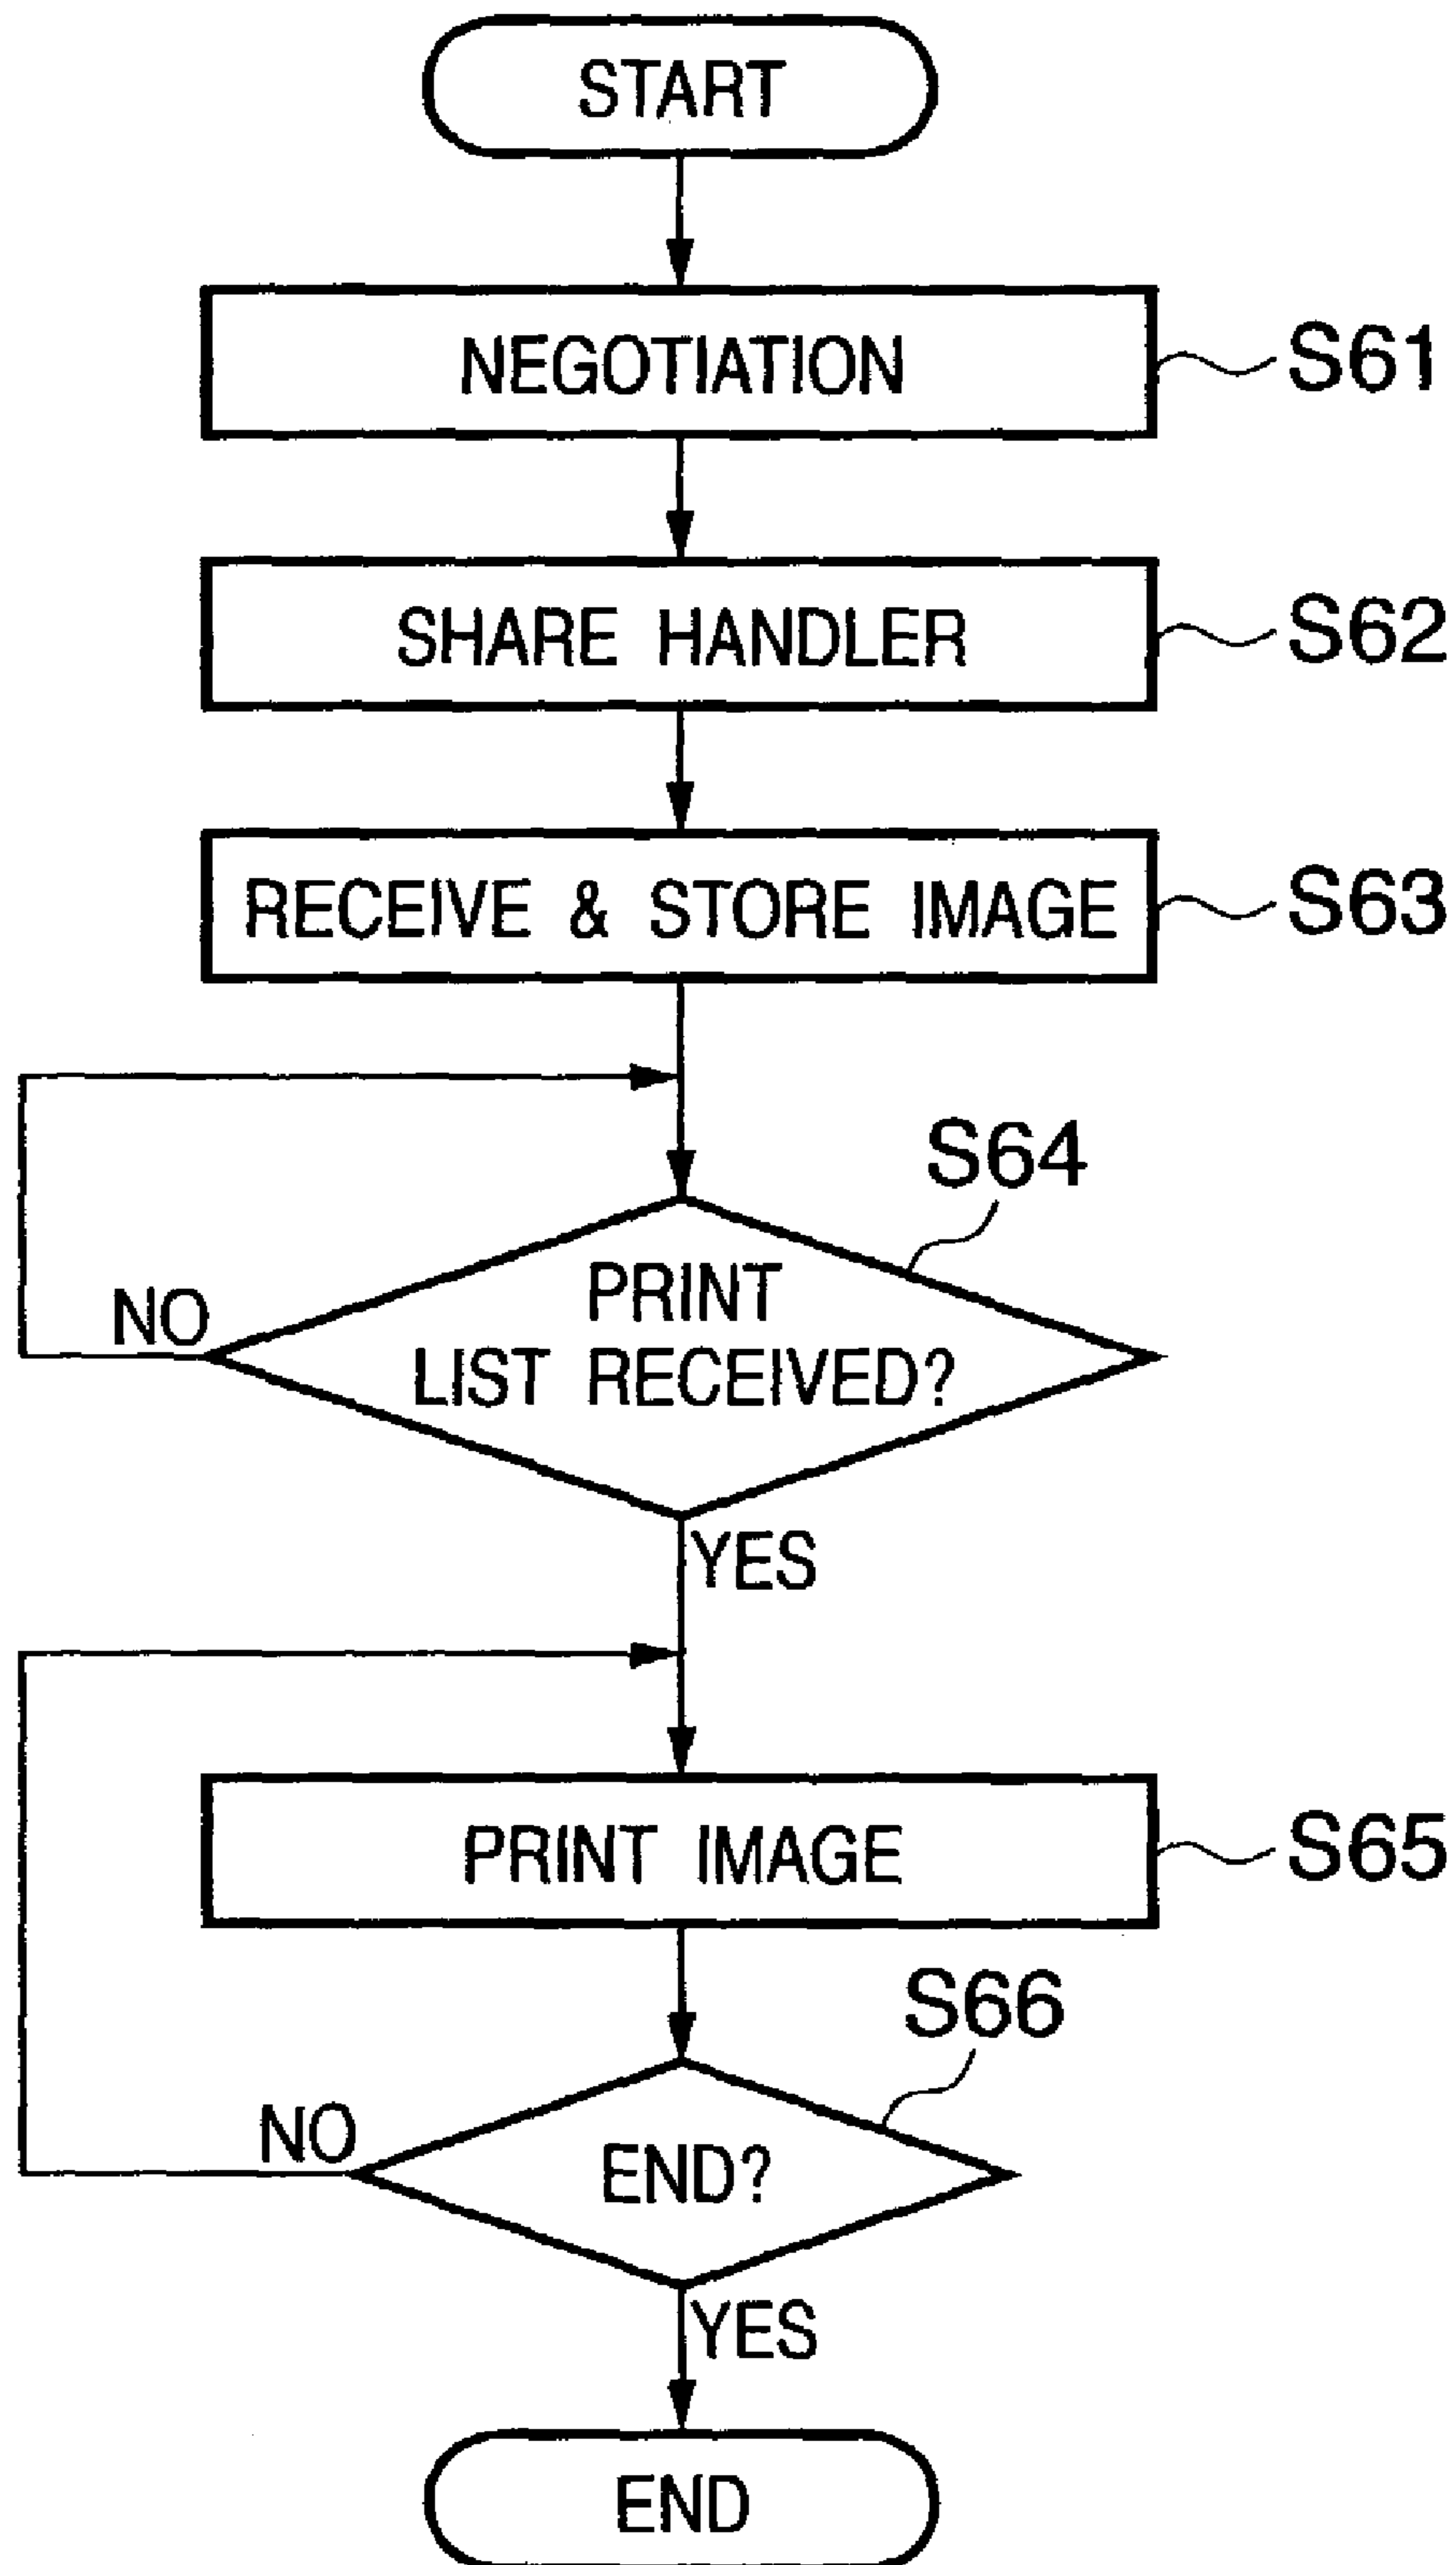 START
NEGOTIATION
S61
SHARE HANDLER
S62
RECEIVE & STORE IMAGE
S63
S64
PRINT
LIST RECEIVED?
NO
YES
PRINT IMAGE
S65
S66
END?
NO
YES
END